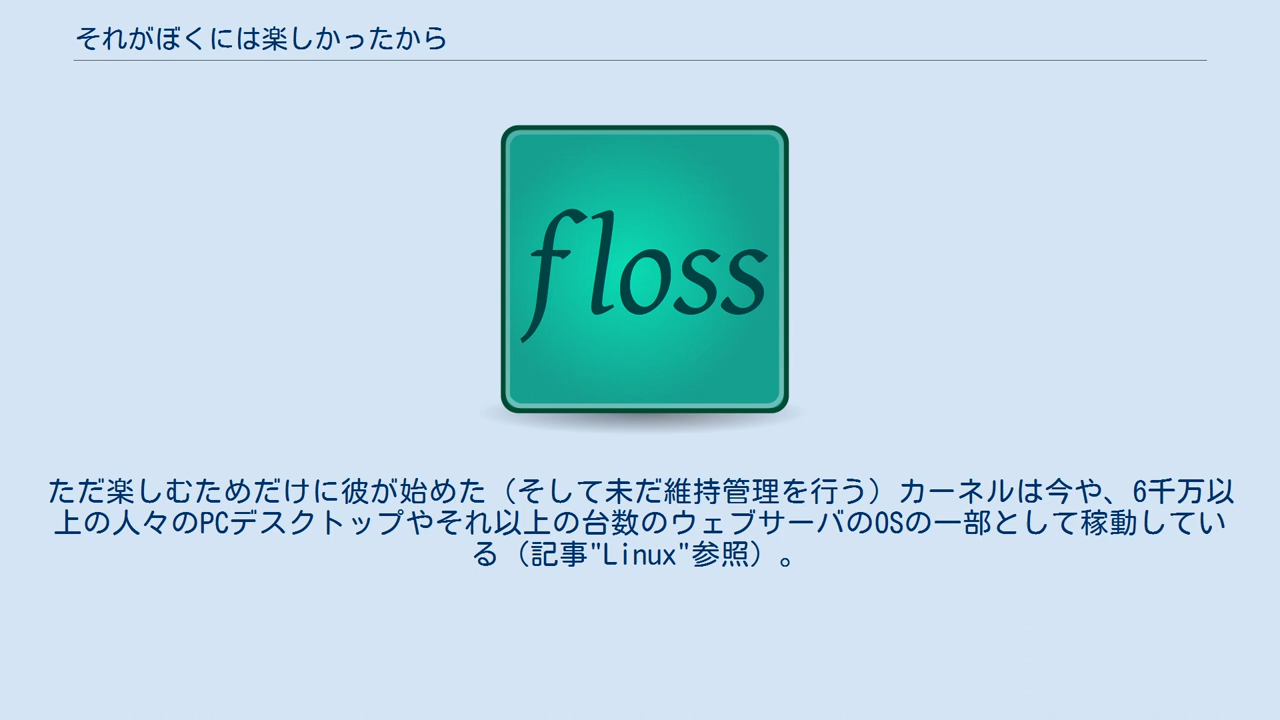 それがぼくには楽しかったから
floss
ただ楽しむためだけに彼が始めた（そして未だ維持管理を行う）カーネルは今や、6千万以
上の人々のPCデスクトップやそれ以上の台数のウェブサーバのOSの一部として稼動してい
る（記事"Linux"参照）。